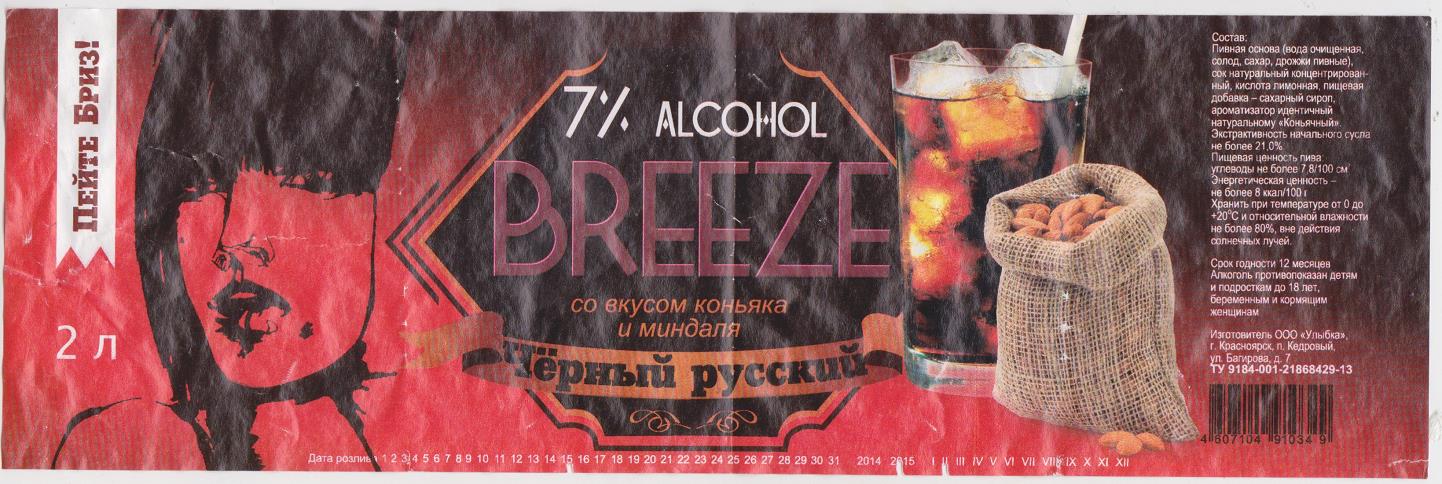 Пейте Бриз!
2 л
7% ALCOHOL
BREEZE
со вкусом коньяка
и миндаля
Чёрный русский
Дата розлива 1 2 3 4 5 6 7 8 9 10 11 12 13 14 15 16 17 18 19 20 21 22 23 24 25 26 27 28 29 30 31 2014 2015 I II III IV V VI VII VIII IX X XI XII
Состав:
Пивная основа (вода очищенная,
солод, сахар, дрожжи пивные),
сок натуральный концентрирован-
ный, кислота лимонная, пищевая
добавка – сахарный сироп,
ароматизатор идентичный
натуральному «Коньячный».
Экстрактивность начального сусла
не более 21,0%
Пищевая ценность пива:
углеводы не более 7,8/100 см
Энергетическая ценность –
не более 8 ккал/100 г
Хранить при температуре от 0 до
+20°С и относительной влажности
не более 80%, вне действия
солнечных лучей.
Срок годности 12 месяцев
Алкоголь противопоказан детям
и подросткам до 18 лет,
беременным и кормящим
женщинам
Изготовитель ООО «Улыбка»,
г. Красноярск, п. Кедровый,
ул. Багирова, д. 7
ТУ 9184-001-21868429-13
4 607104 91034 9